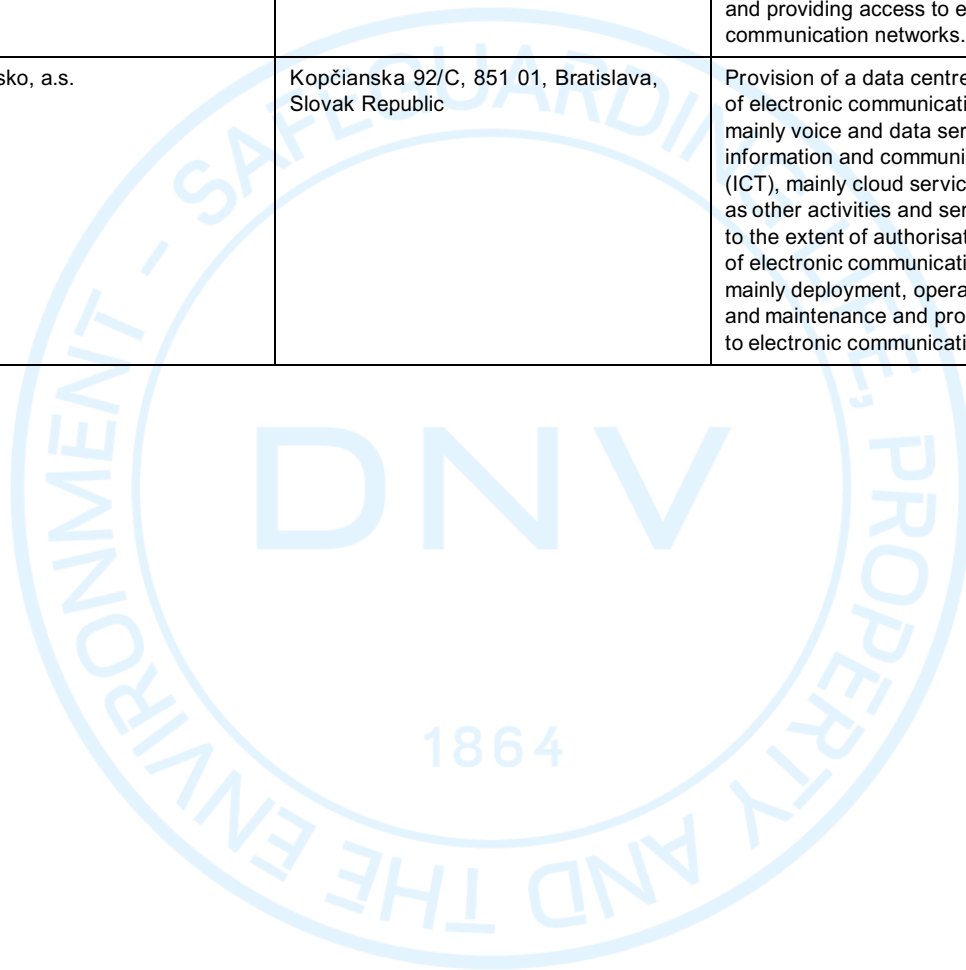 and providing access to e
communication networks.
sko, a.s.
Kopčianska 92/C, 851 01, Bratislava,
Slovak Republic
Provision of a data centre
of electronic communicati
mainly voice and data ser
information and communi
(ICT), mainly cloud servic
as other activities and ser
to the extent of authorisat
of electronic communicati
mainly deployment, opera
and maintenance and pro
to electronic communicati
SAFEGUARDING LIFE, PROPERTY AND THE ENVIRONMENT -
DNV
1864